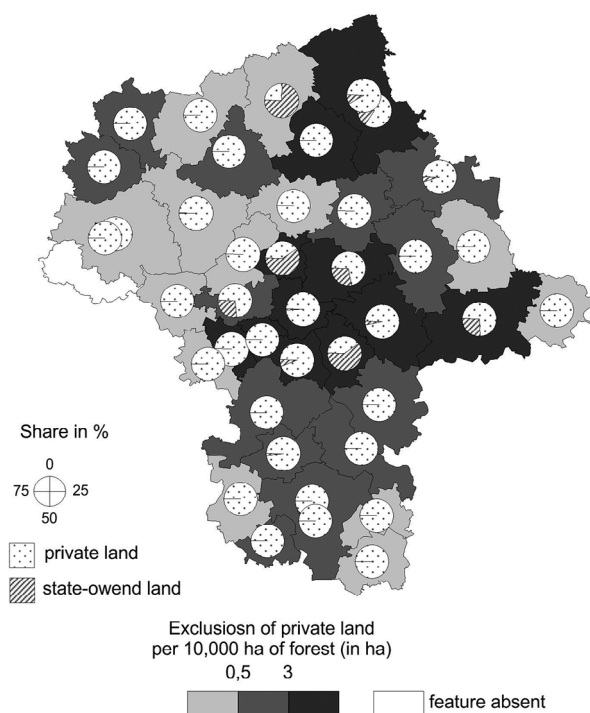 Share in %
0
75 25
50
private land
state-owend land
Exclusiosn of private land
per 10,000 ha of forest (in ha)
0,5 3
feature absent